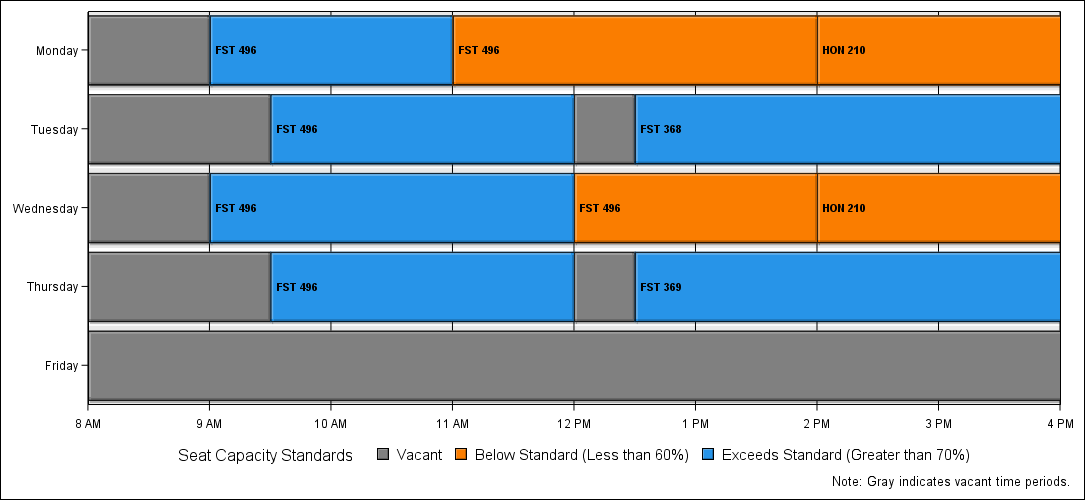 Monday
FST 496
FST 496
HON 210
Tuesday
FST 496
FST 368
Wednesday
FST 496
FST 496
HON 210
Thursday
FST 496
FST 369
Friday
8 AM 9 AM 10 AM 11 AM 12 PM 1 PM 2 PM 3 PM 4 PM
Seat Capacity Standards Vacant Below Standard (Less than 60%) Exceeds Standard (Greater than 70%)
Note: Gray indicates vacant time periods.